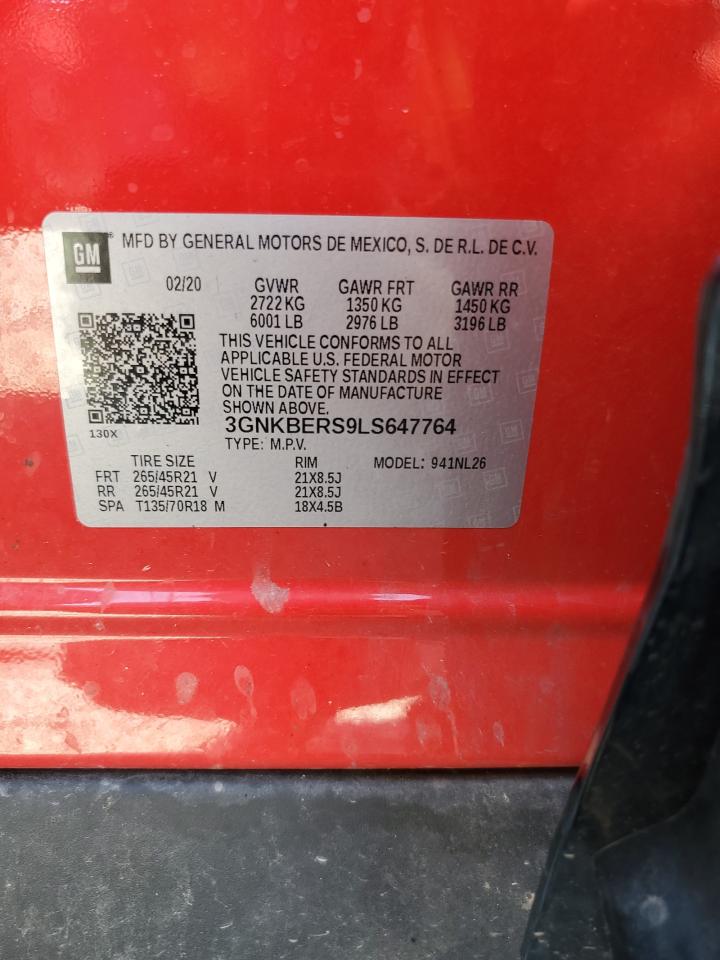 GM ® MFD BY GENERAL MOTORS DE MEXICO, S. DE R.L. DE C.V.
02/20 GVWR GAWR FRT GAWR RR
2722 KG 1350 KG 1450 KG
6001 LB 2976 LB 3196 LB
THIS VEHICLE CONFORMS TO ALL
APPLICABLE U.S. FEDERAL MOTOR
VEHICLE SAFETY STANDARDS IN EFFECT
ON THE DATE OF MANUFACTURE
SHOWN ABOVE.
3GNKBERS9LS647764
130X
TYPE: M.P.V.
TIRE SIZE RIM MODEL: 941NL26
FRT 265/45R21 V 21X8.5J
RR 265/45R21 V 21X8.5J
SPA T135/70R18 M 18X4.5B